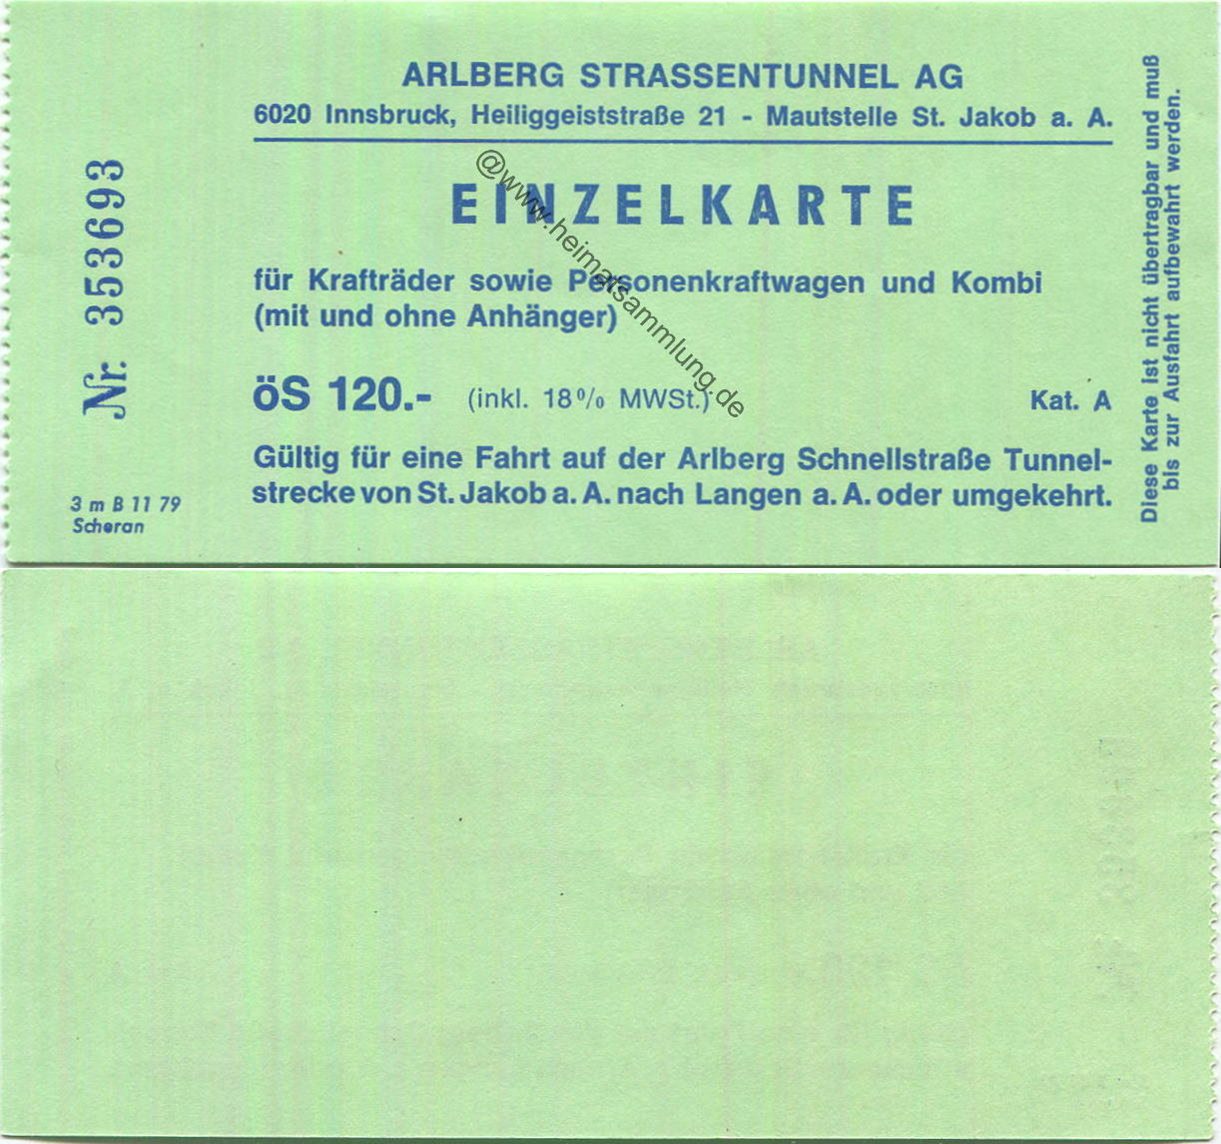 ARLBERG STRASSENTUNNEL AG
6020 Innsbruck, Heiliggeiststraße 21 - Mautstelle St. Jakob a. A.
EINZELKARTE
für Krafträder sowie Personenkraftwagen und Kombi
(mit und ohne Anhänger)
öS 120.- (inkl. 18% MWSt.) Kat. A
Gültig für eine Fahrt auf der Arlberg Schnellstraße Tunnel-
strecke von St. Jakob a. A. nach Langen a. A. oder umgekehrt.
Nr. 353693
3 m B 11 79
Scheran
Diese Karte ist nicht übertragbar und muß
bis zur Ausfahrt aufbewahrt werden.
@www.heimatsammlung.de